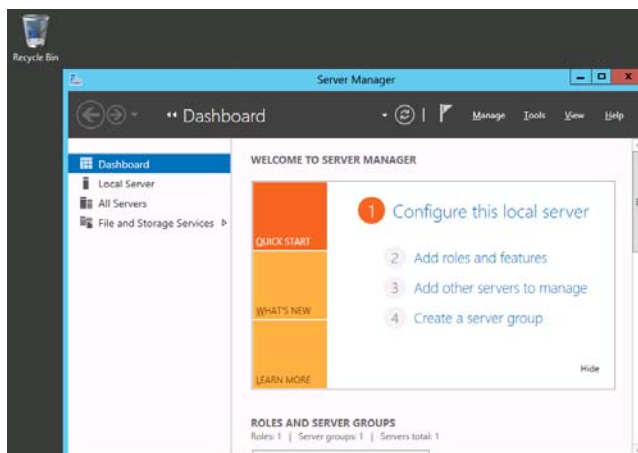 Recycle Bin
Server Manager
Dashboard
Manage Tools View Help
Dashboard
Local Server
All Servers
File and Storage Services
WELCOME TO SERVER MANAGER
QUICK START
WHAT'S NEW
LEARN MORE
1 Configure this local server
2 Add roles and features
3 Add other servers to manage
4 Create a server group
Hide
ROLES AND SERVER GROUPS
Roles: 1 | Server groups: 1 | Servers total: 1